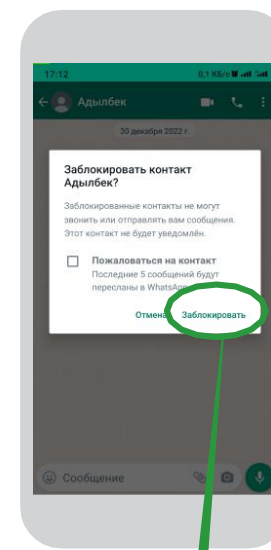 17:12 0,1 КБ/с
Адылбек
30 декабря 2022 г.
Заблокировать контакт
Адылбек?
Заблокированные контакты не могут
звонить или отправлять вам сообщения.
Этот контакт не будет уведомлён.
Пожаловаться на контакт
Последние 5 сообщений будут
пересланы в WhatsApp
Отмена Заблокировать
Сообщение